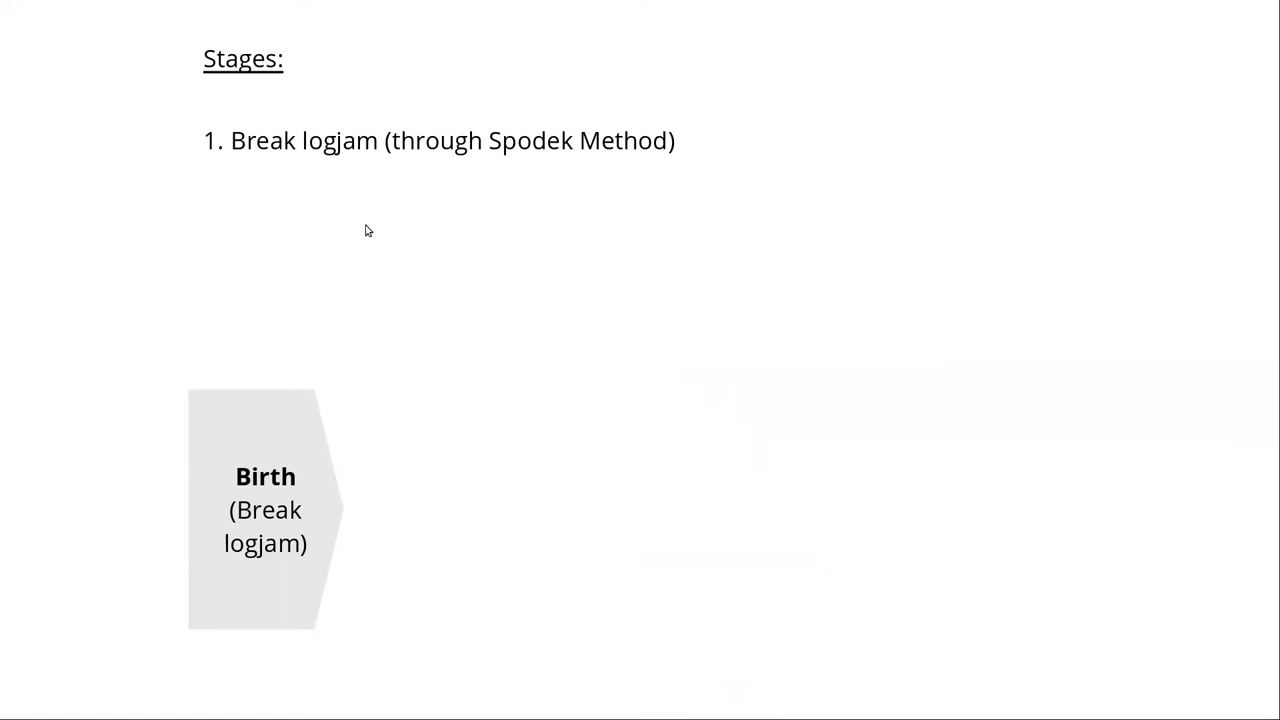 Stages:
1. Break logjam (through Spodek Method)
Birth
(Break
logjam)